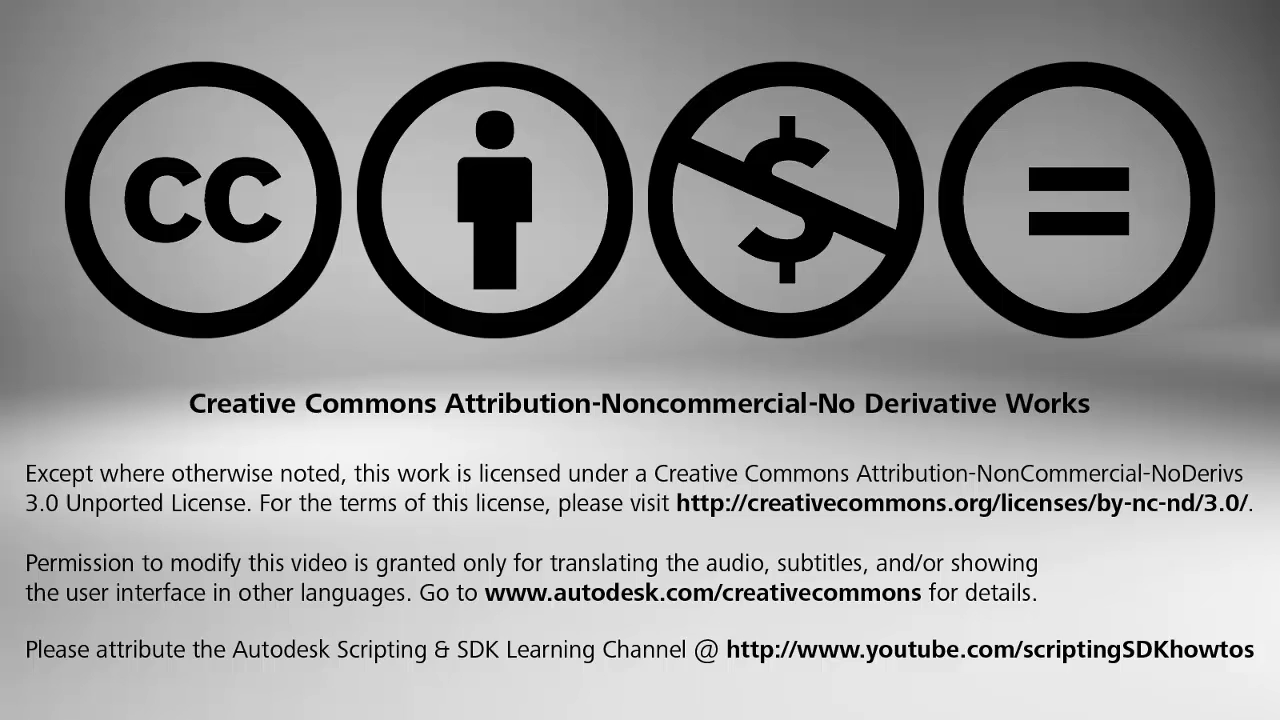 cc
$
=
Creative Commons Attribution-Noncommercial-No Derivative Works
Except where otherwise noted, this work is licensed under a Creative Commons Attribution-NonCommercial-NoDerivs
3.0 Unported License. For the terms of this license, please visit http://creativecommons.org/licenses/by-nc-nd/3.0/.
Permission to modify this video is granted only for translating the audio, subtitles, and/or showing
the user interface in other languages. Go to www.autodesk.com/creativecommons for details.
Please attribute the Autodesk Scripting & SDK Learning Channel @ http://www.youtube.com/scriptingSDKhowtos